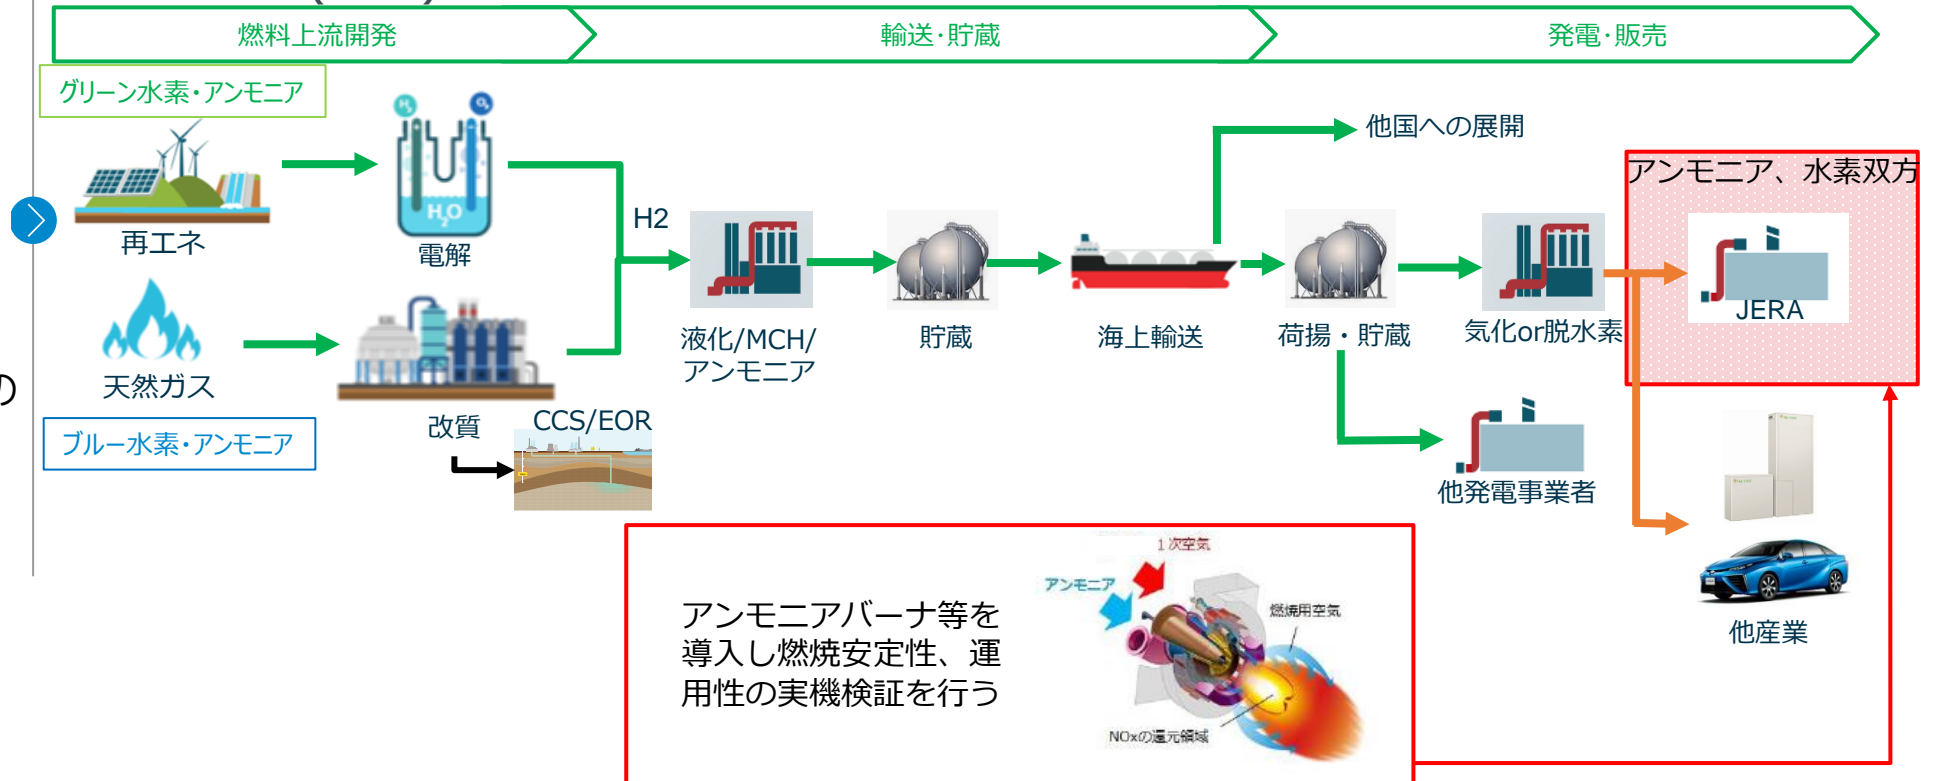 燃料上流開発
輸送・貯蔵
発電・販売
グリーン水素・アンモニア
H₂
O₂
他国への展開
アンモニア、水素双方
H₂O
H2
再エネ
電解
JERA
液化/MCH/
アンモニア
貯蔵
海上輸送
荷揚・貯蔵
気化or脱水素
天然ガス
の
改質
CCS/EOR
ブルー水素・アンモニア
他発電事業者
1次空気
アンモニア
燃焼用空気
アンモニアバーナ等を
導入し燃焼安定性、運
用性の実機検証を行う
NOxの還元領域
他産業